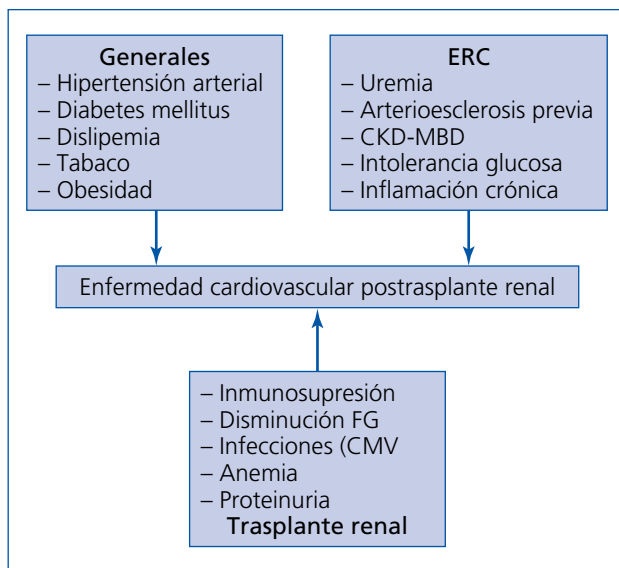 Generales
– Hipertensión arterial
– Diabetes mellitus
– Dislipemia
– Tabaco
– Obesidad
ERC
– Uremia
– Arterioesclerosis previa
– CKD-MBD
– Intolerancia glucosa
– Inflamación crónica
Enfermedad cardiovascular postrasplante renal
– Inmunosupresión
– Disminución FG
– Infecciones (CMV
– Anemia
– Proteinuria
Trasplante renal